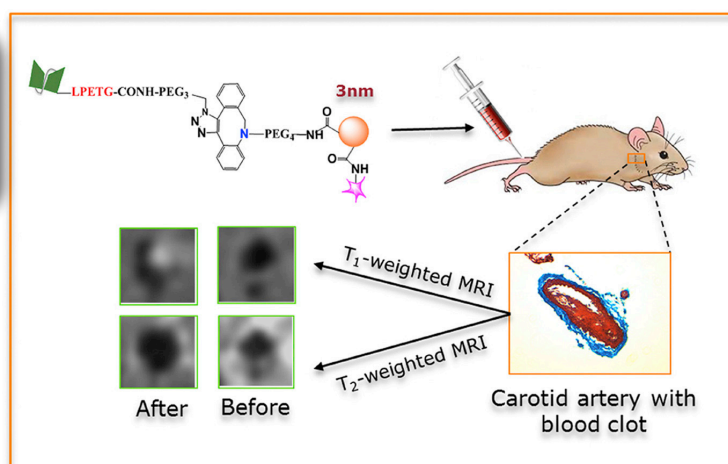 3nm
LPETG-CONH-PEG3
N
N
N
N
PEG4
NH
O
O
NH
T1-weighted MRI
T2-weighted MRI
After
Before
Carotid artery with
blood clot